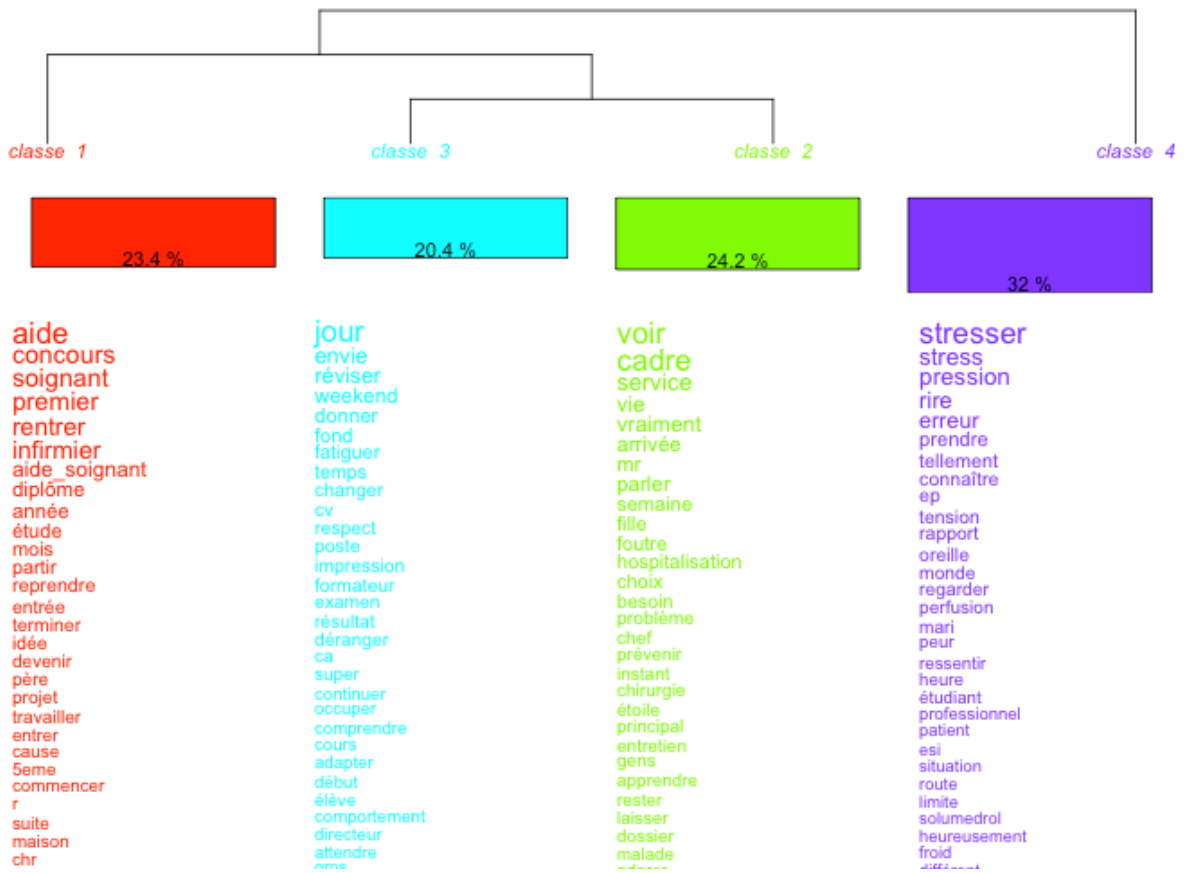 classe 1
classe 3
classe 2
classe 4
23.4 %
20.4 %
24.2 %
32 %
aide
concours
soignant
premier
rentrer
infirmier
aide_soignant
diplôme
année
étude
mois
partir
reprendre
entrée
terminer
idée
devenir
père
projet
travailler
entrer
cause
5eme
commencer
r
suite
maison
chr
jour
envie
réviser
weekend
donner
fond
fatiguer
temps
changer
cv
respect
poste
impression
formateur
examen
résultat
déranger
ca
super
continuer
occuper
comprendre
cours
adapter
début
élève
comportement
directeur
attendre
voir
cadre
service
vie
vraiment
arrivée
mr
parler
semaine
fille
foutre
hospitalisation
choix
besoin
problème
chef
prévenir
instant
chirurgie
étoile
principal
entretien
gens
apprendre
rester
laisser
dossier
malade
stresser
stress
pression
rire
erreur
prendre
tellement
connaître
ep
tension
rapport
oreille
monde
regarder
perfusion
mari
peur
ressentir
heure
étudiant
professionnel
patient
esi
situation
route
limite
solumedrol
heureusement
froid